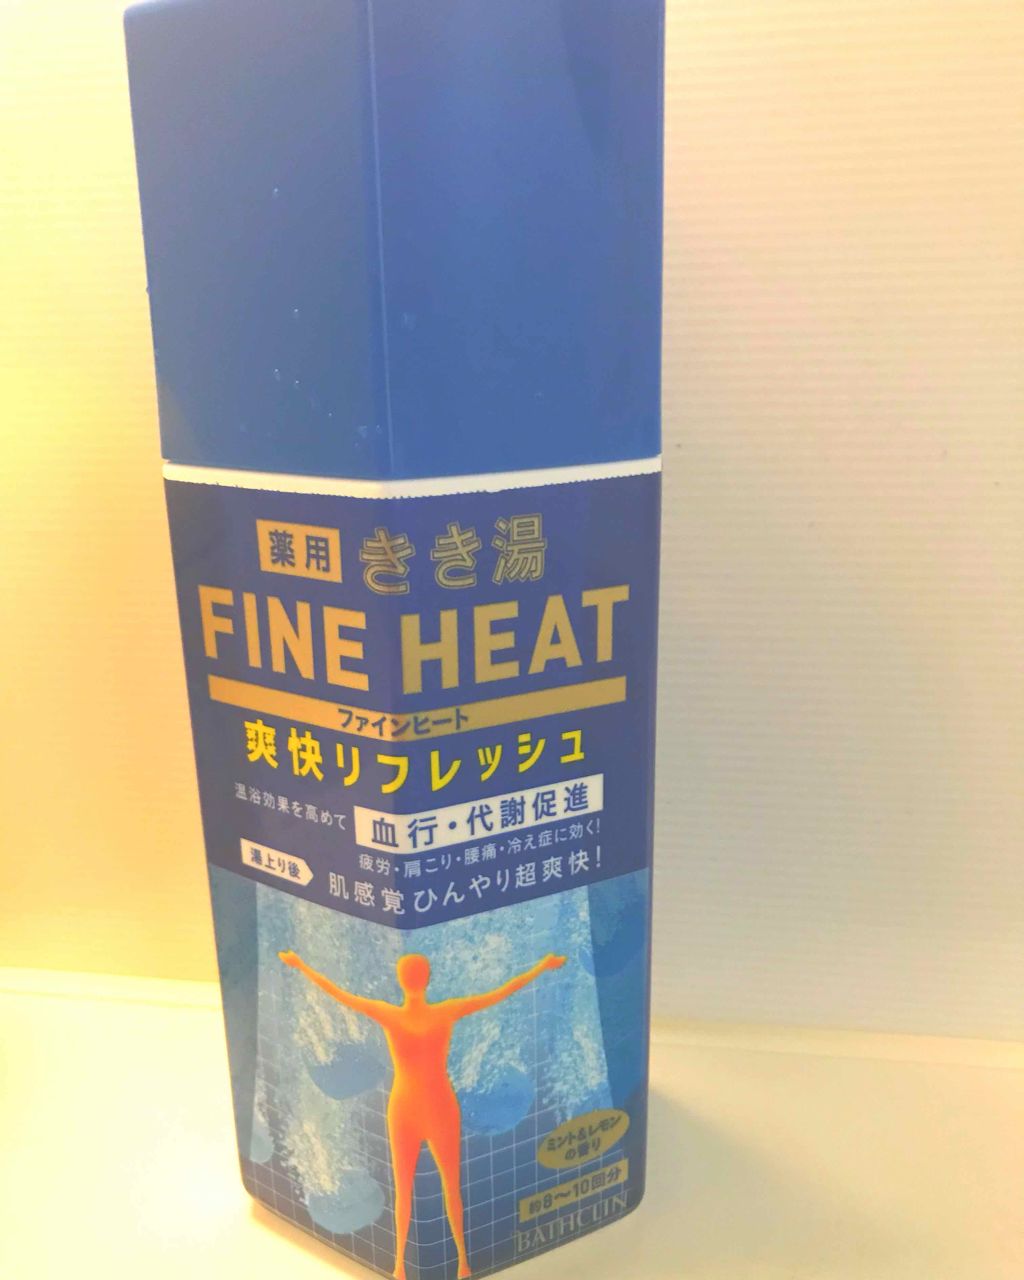 薬用 きき湯
FINE HEAT
ファインヒート
爽快リフレッシュ
温浴効果を高めて 血行・代謝促進
疲労・肩こり・腰痛・冷え症に効く!
湯上り後 肌感覚ひんやり超爽快!
ミント&レモン
の香り
約8~10回分
BATHCLIN